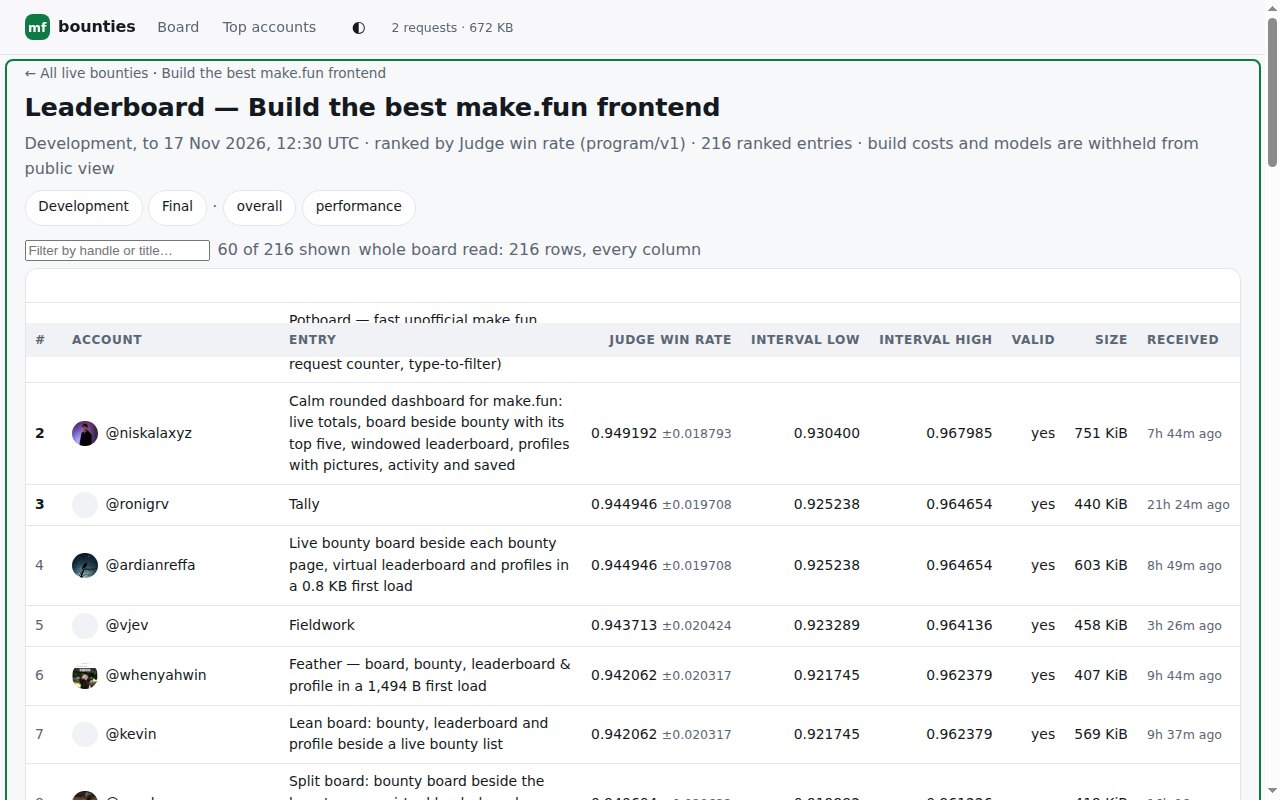 mf bounties Board Top accounts 2 requests · 672 KB
← All live bounties · Build the best make.fun frontend
Leaderboard — Build the best make.fun frontend
Development, to 17 Nov 2026, 12:30 UTC · ranked by Judge win rate (program/v1) · 216 ranked entries · build costs and models are withheld from
public view
Development Final · overall performance
Filter by handle or title… 60 of 216 shown whole board read: 216 rows, every column
Potboard — fast unofficial make.fun
# ACCOUNT ENTRY JUDGE WIN RATE INTERVAL LOW INTERVAL HIGH VALID SIZE RECEIVED
request counter, type-to-filter)
Calm rounded dashboard for make.fun:
live totals, board beside bounty with its
2 @niskalaxyz 0.949192 ±0.018793 0.930400 0.967985 yes 751 KiB 7h 44m ago
top five, windowed leaderboard, profiles
with pictures, activity and saved
3 @ronigrv Tally 0.944946 ±0.019708 0.925238 0.964654 yes 440 KiB 21h 24m ago
Live bounty board beside each bounty
4 @ardianreffa page, virtual leaderboard and profiles in 0.944946 ±0.019708 0.925238 0.964654 yes 603 KiB 8h 49m ago
a 0.8 KB first load
5 @vjev Fieldwork 0.943713 ±0.020424 0.923289 0.964136 yes 458 KiB 3h 26m ago
Feather — board, bounty, leaderboard &
6 @whenyahwin 0.942062 ±0.020317 0.921745 0.962379 yes 407 KiB 9h 44m ago
profile in a 1,494 B first load
Lean board: bounty, leaderboard and
7 @kevin 0.942062 ±0.020317 0.921745 0.962379 yes 569 KiB 9h 37m ago
profile beside a live bounty list
Split board: bounty board beside the